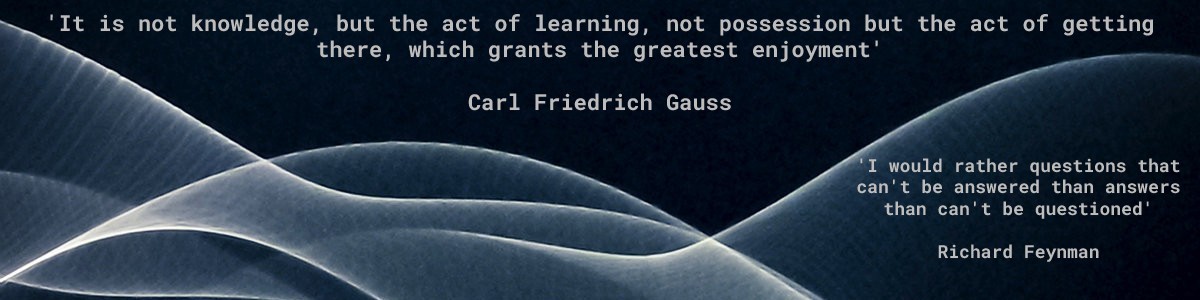 'It is not knowledge, but the act of learning, not possession but the act of getting
there, which grants the greatest enjoyment'
Carl Friedrich Gauss
'I would rather questions that
can't be answered than answers
than can't be questioned'
Richard Feynman